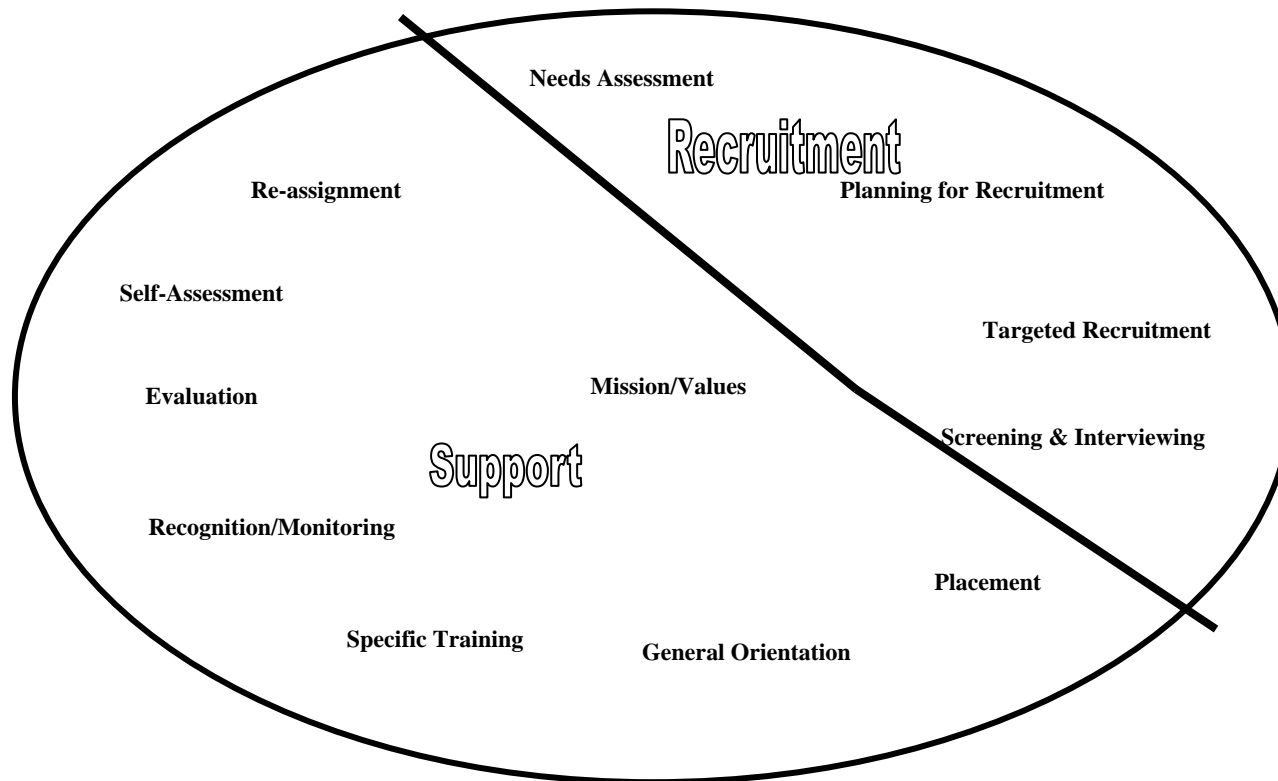 Needs Assessment
Recruitment
Re-assignment
Planning for Recruitment
Self-Assessment
Targeted Recruitment
Evaluation
Mission/Values
Screening & Interviewing
Support
Recognition/Monitoring
Placement
Specific Training
General Orientation